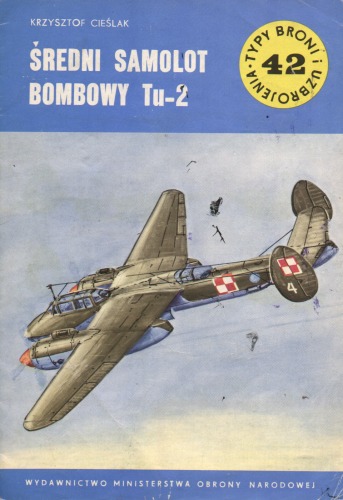 KRZYSZTOF CIEŚLAK
ŚREDNI SAMOLOT
BOMBOWY Tu-2
TYPY BRONI i UZBROJENIA
42
4
WYDAWNICTWO MINISTERSTWA OBRONY NARODOWEJ